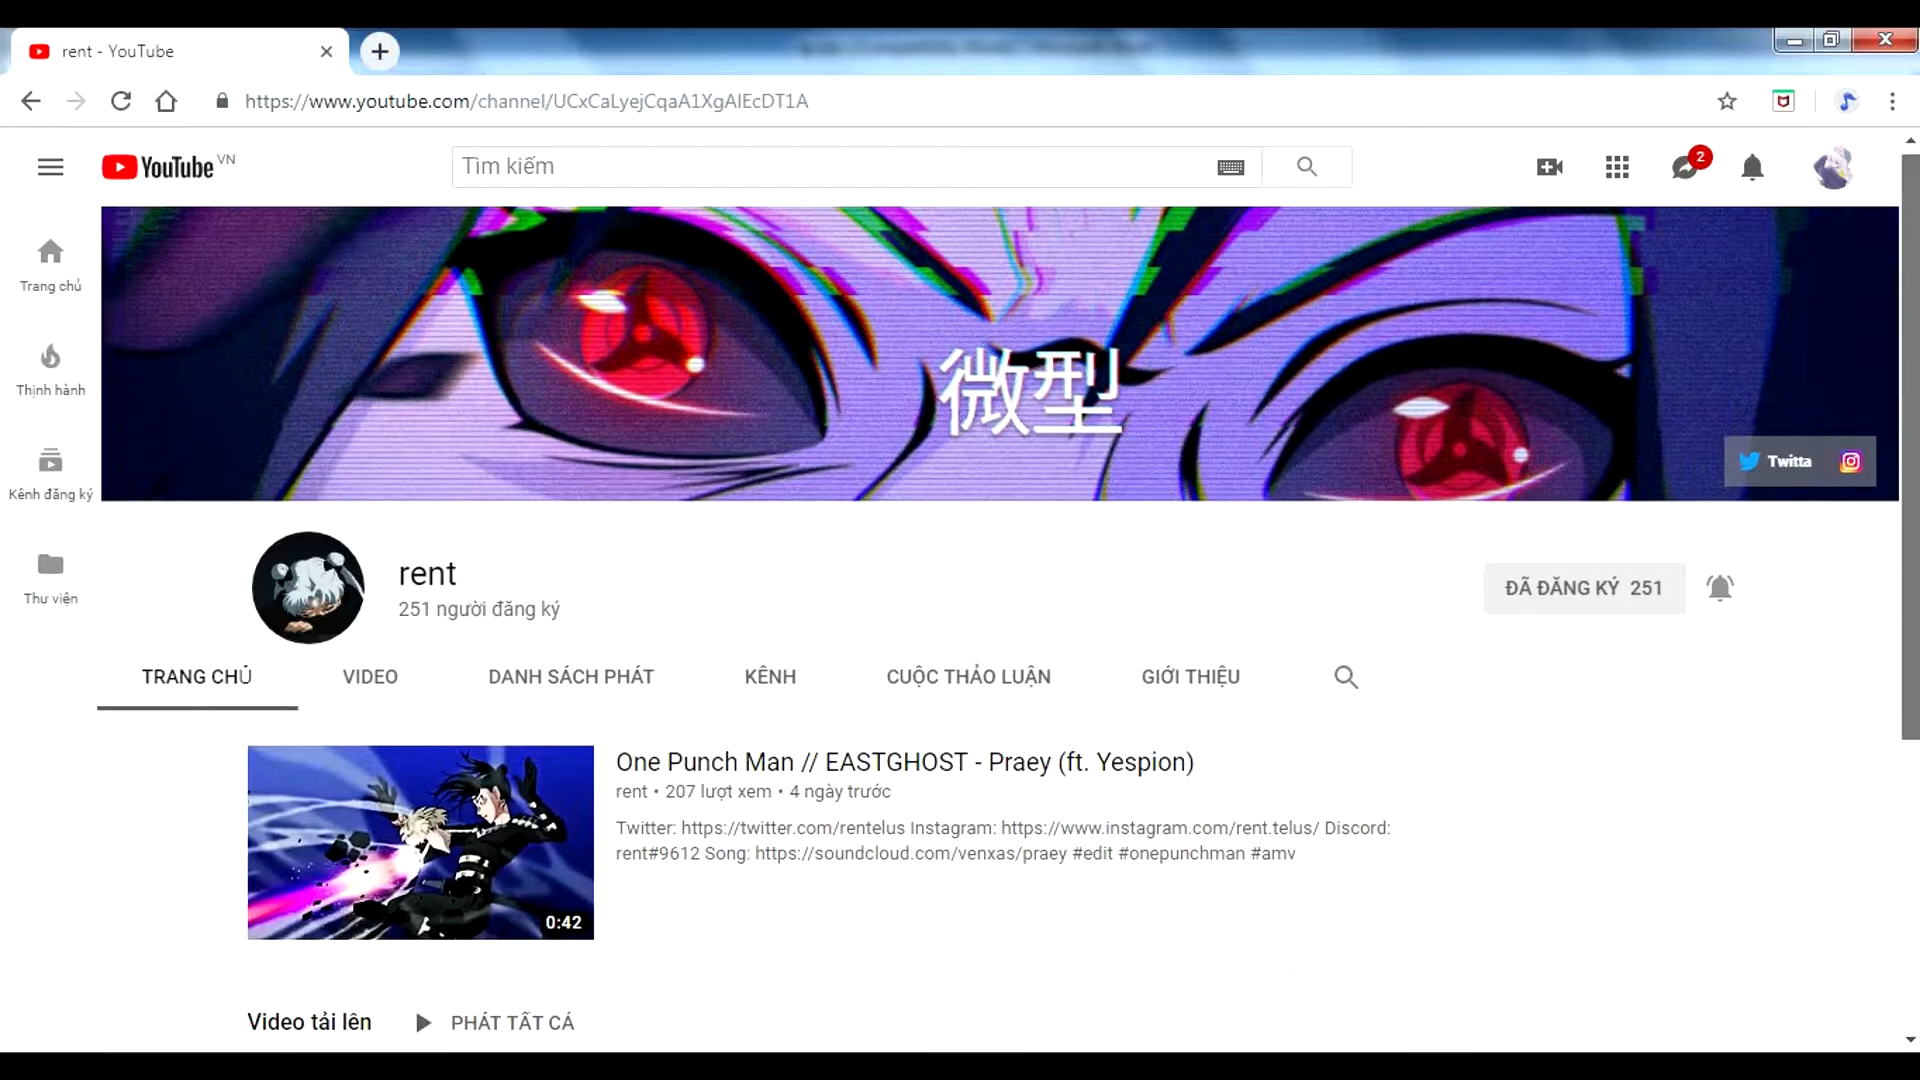 rent - YouTube
https://www.youtube.com/channel/UCxCaLyejCqaA1XgAIEcDT1A
YouTube VN
Tìm kiếm
2
Trang chủ
Thịnh hành
Kênh đăng ký
Thư viện
微型
Twitta
rent
251 người đăng ký
ĐÃ ĐĂNG KÝ 251
TRANG CHỦ VIDEO DANH SÁCH PHÁT KÊNH CUỘC THẢO LUẬN GIỚI THIỆU
One Punch Man // EASTGHOST - Praey (ft. Yespion)
rent • 207 lượt xem • 4 ngày trước
Twitter: https://twitter.com/rentelus Instagram: https://www.instagram.com/rent.telus/ Discord:
rent#9612 Song: https://soundcloud.com/venxas/praey #edit #onepunchman #amv
0:42
Video tải lên PHÁT TẤT CẢ